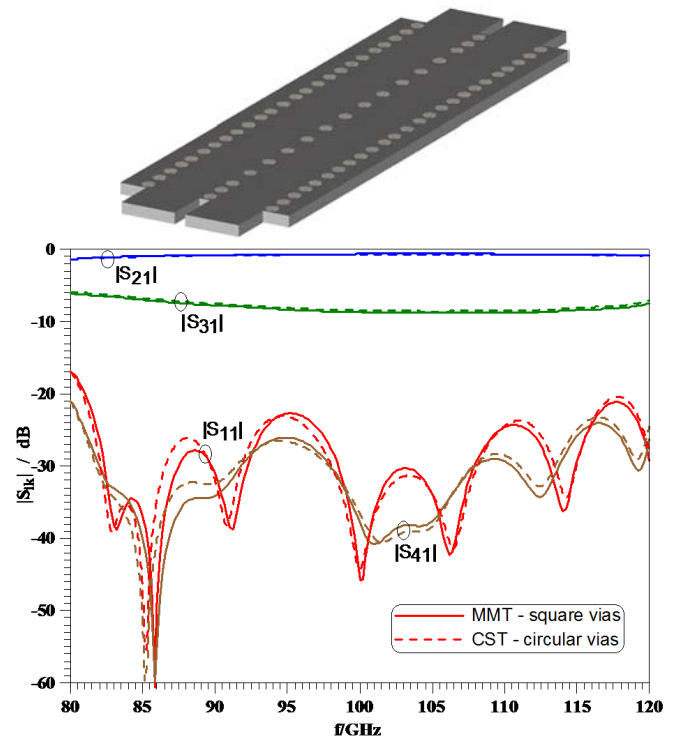 0
-10
-20
-30
-40
-50
-60
|Sik| / dB
|S21|
|S31|
|S11|
|S41|
MMT - square vias
CST - circular vias
80 85 90 95 100 105 110 115 120
f/GHz